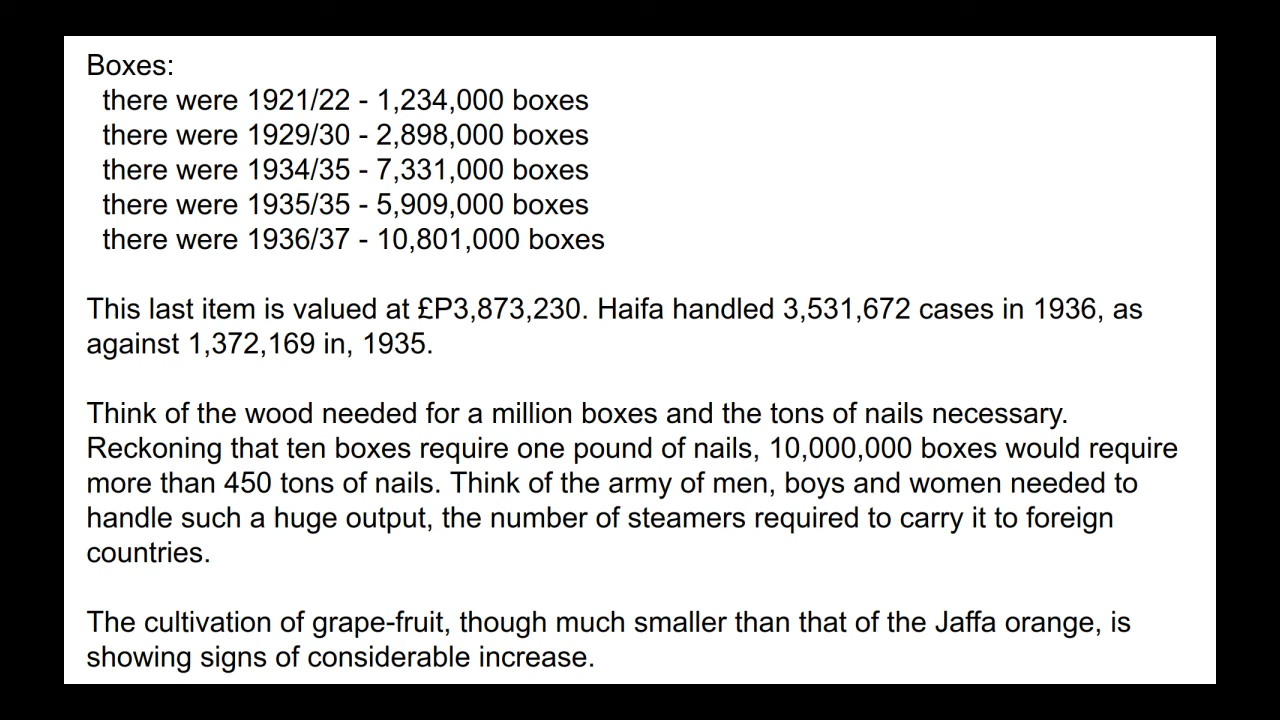 Boxes:
there were 1921/22 - 1,234,000 boxes
there were 1929/30 - 2,898,000 boxes
there were 1934/35 - 7,331,000 boxes
there were 1935/35 - 5,909,000 boxes
there were 1936/37 - 10,801,000 boxes
This last item is valued at £P3,873,230. Haifa handled 3,531,672 cases in 1936, as
against 1,372,169 in, 1935.
Think of the wood needed for a million boxes and the tons of nails necessary.
Reckoning that ten boxes require one pound of nails, 10,000,000 boxes would require
more than 450 tons of nails. Think of the army of men, boys and women needed to
handle such a huge output, the number of steamers required to carry it to foreign
countries.
The cultivation of grape-fruit, though much smaller than that of the Jaffa orange, is
showing signs of considerable increase.